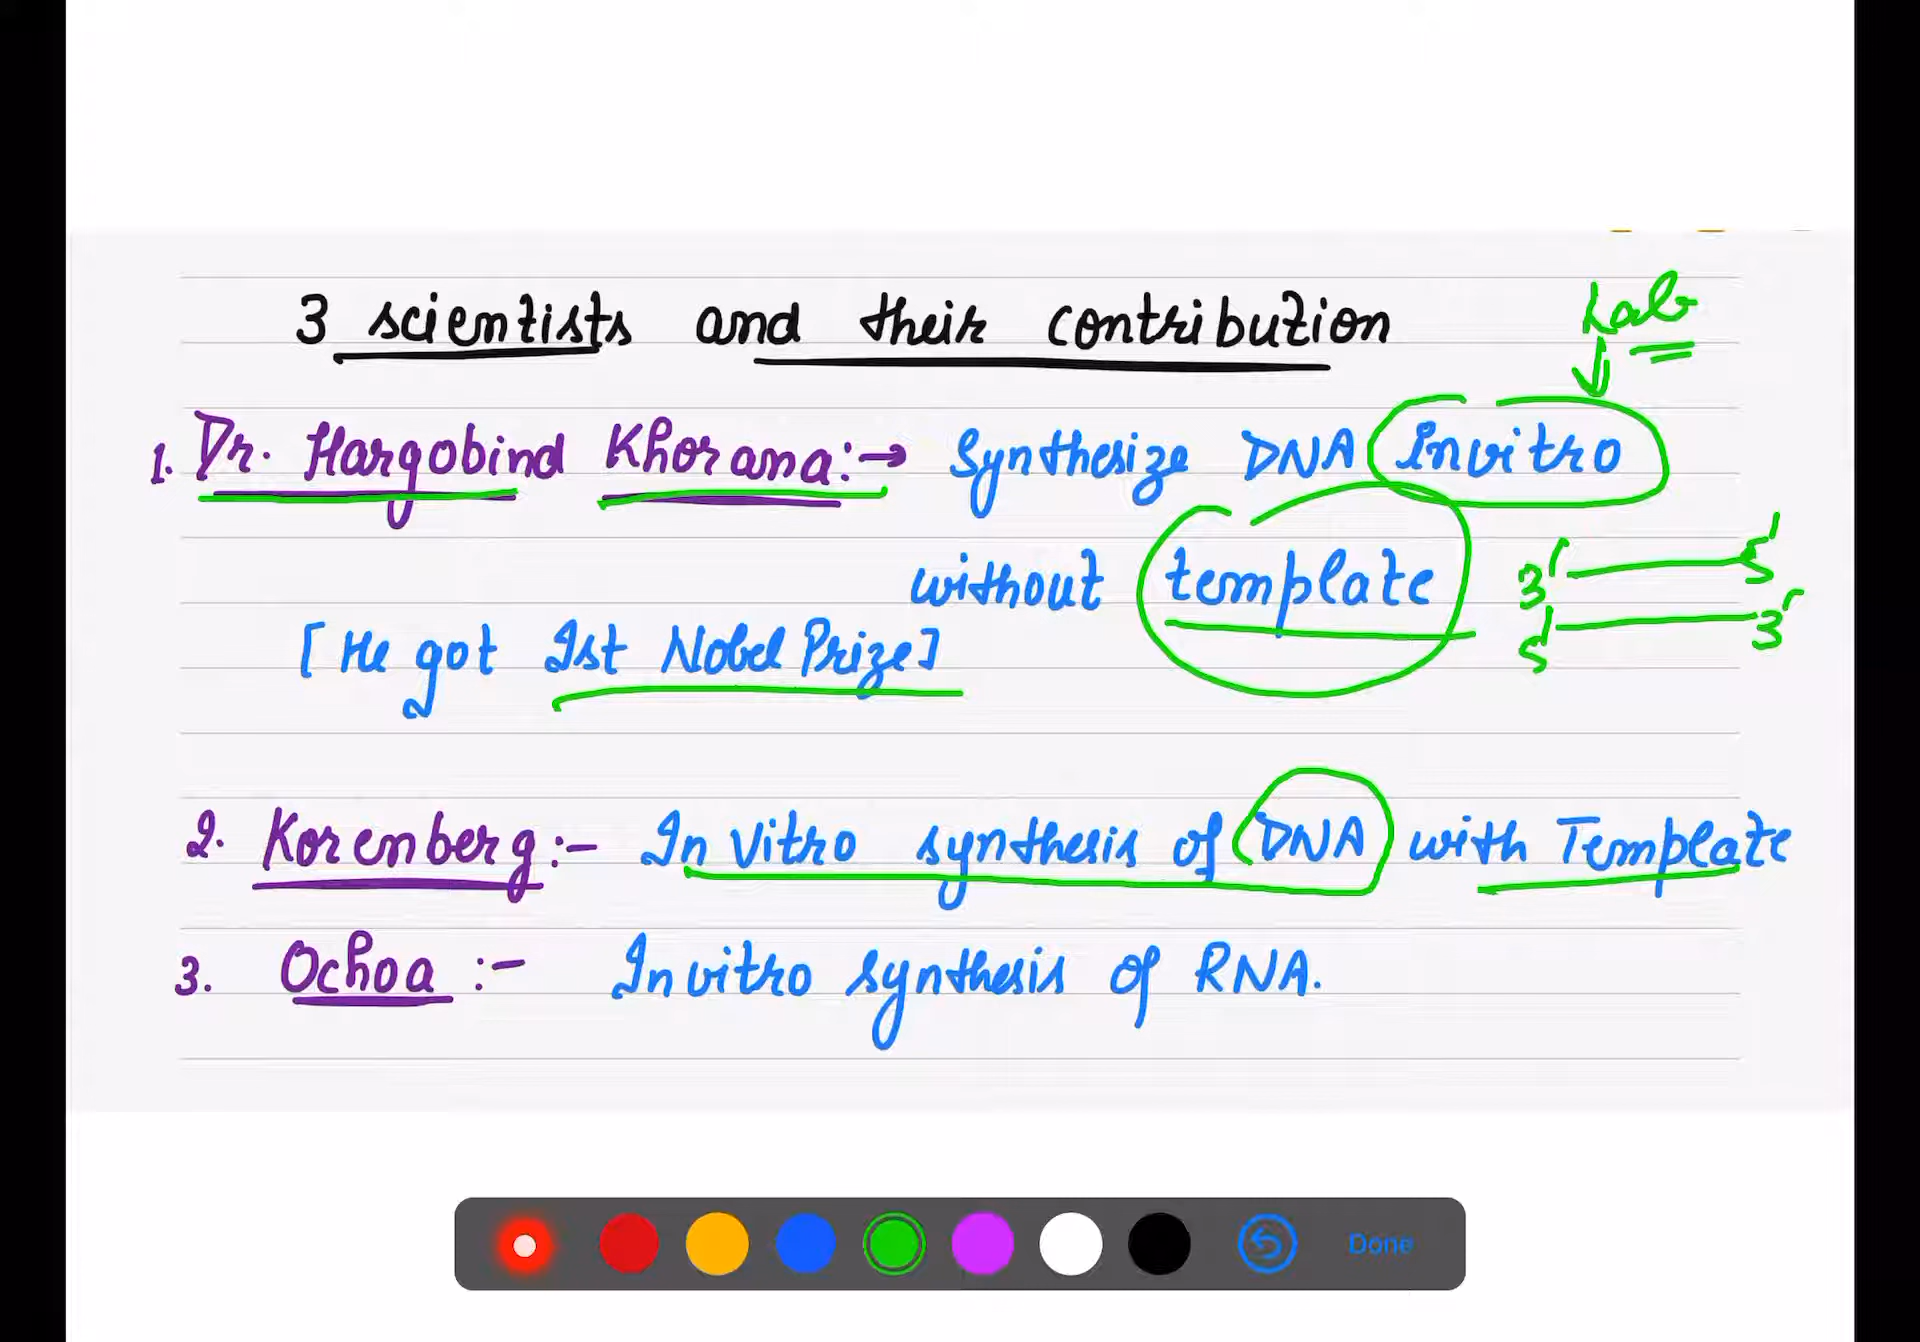 3 scientists and their contribution
Lab
1. Dr. Hargobind Khorana:→ Synthesize DNA Invitro
without template
3' 5'
5' 3'
[He got Ist Nobel Prize]
2. Korenberg:- In Vitro synthesis of DNA with Template
3. Ochoa :- Invitro synthesis of RNA.
Done